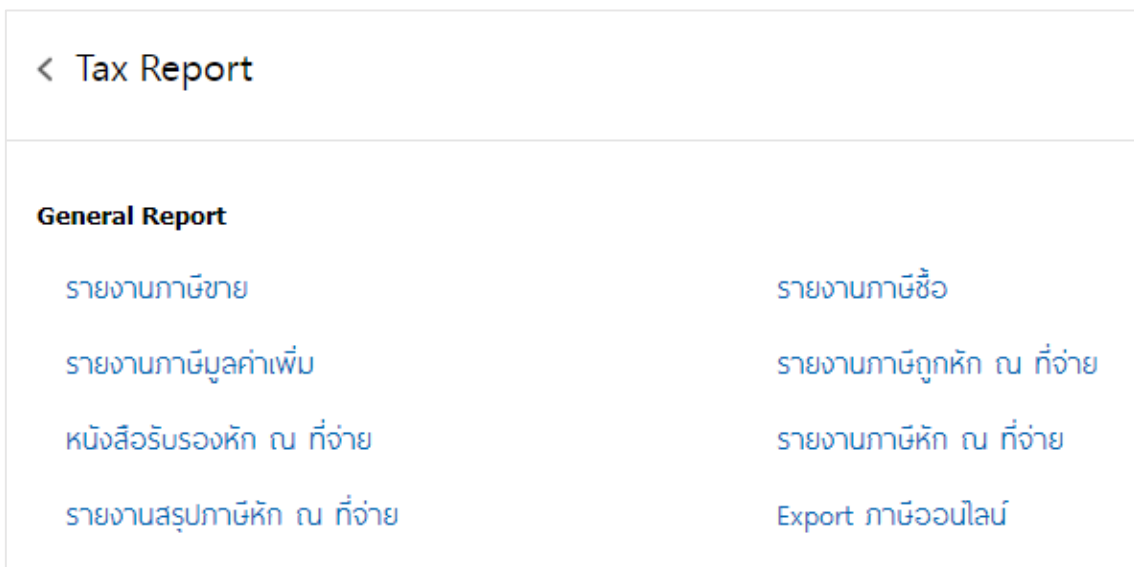 < Tax Report
General Report
รายงานภาษีขาย
รายงานภาษีซื้อ
รายงานภาษีมูลค่าเพิ่ม
รายงานภาษีถูกหัก ณ ที่จ่าย
หนังสือรับรองหัก ณ ที่จ่าย
รายงานภาษีหัก ณ ที่จ่าย
รายงานสรุปภาษีหัก ณ ที่จ่าย
Export ภาษีออนไลน์